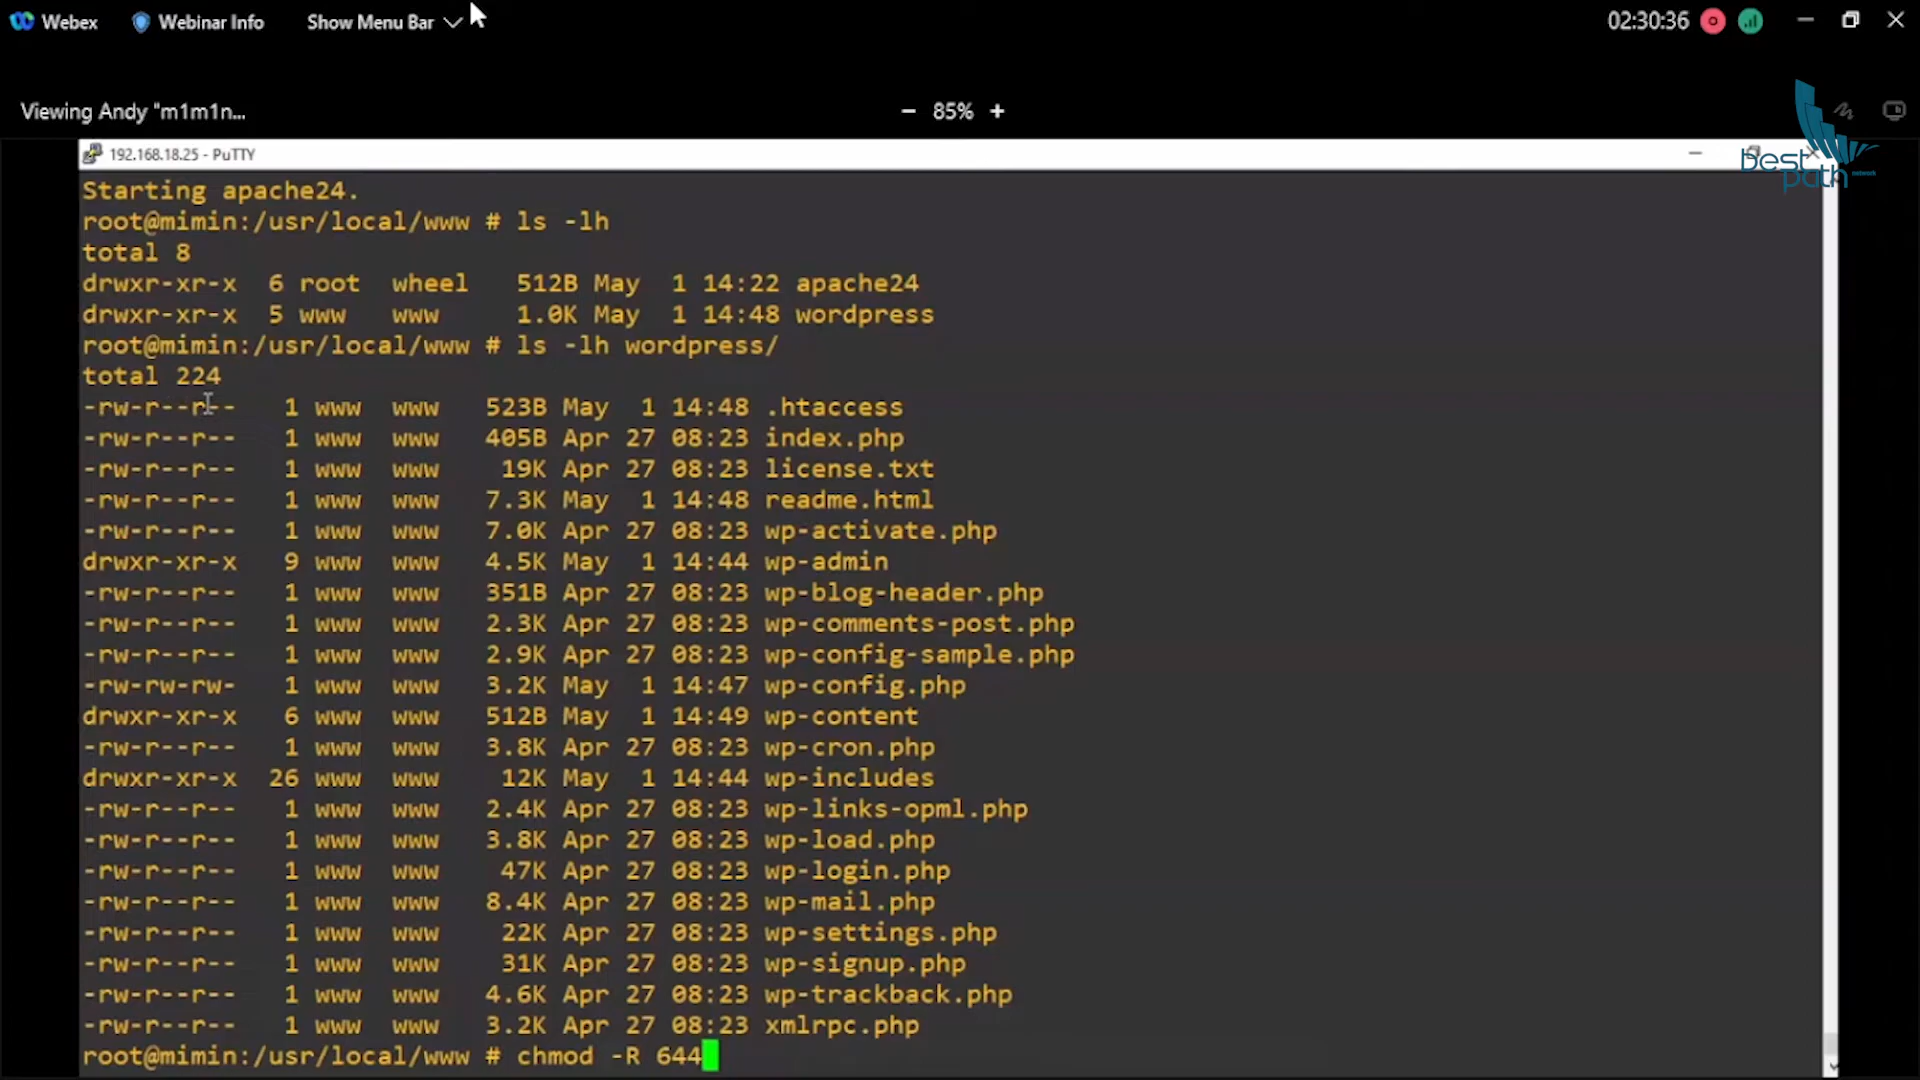 Webex Webinar Info Show Menu Bar 02:30:36
Viewing Andy "m1m1n... − 85% +
best path network
192.168.18.25 - PuTTY
Starting apache24.
root@mimin:/usr/local/www # ls -lh
total 8
drwxr-xr-x  6 root  wheel   512B May  1 14:22 apache24
drwxr-xr-x  5 www   www     1.0K May  1 14:48 wordpress
root@mimin:/usr/local/www # ls -lh wordpress/
total 224
-rw-r--r--   1 www  www   523B May  1 14:48 .htaccess
-rw-r--r--   1 www  www   405B Apr 27 08:23 index.php
-rw-r--r--   1 www  www    19K Apr 27 08:23 license.txt
-rw-r--r--   1 www  www   7.3K May  1 14:48 readme.html
-rw-r--r--   1 www  www   7.0K Apr 27 08:23 wp-activate.php
drwxr-xr-x   9 www  www   4.5K May  1 14:44 wp-admin
-rw-r--r--   1 www  www   351B Apr 27 08:23 wp-blog-header.php
-rw-r--r--   1 www  www   2.3K Apr 27 08:23 wp-comments-post.php
-rw-r--r--   1 www  www   2.9K Apr 27 08:23 wp-config-sample.php
-rw-rw-rw-   1 www  www   3.2K May  1 14:47 wp-config.php
drwxr-xr-x   6 www  www   512B May  1 14:49 wp-content
-rw-r--r--   1 www  www   3.8K Apr 27 08:23 wp-cron.php
drwxr-xr-x  26 www  www    12K May  1 14:44 wp-includes
-rw-r--r--   1 www  www   2.4K Apr 27 08:23 wp-links-opml.php
-rw-r--r--   1 www  www   3.8K Apr 27 08:23 wp-load.php
-rw-r--r--   1 www  www    47K Apr 27 08:23 wp-login.php
-rw-r--r--   1 www  www   8.4K Apr 27 08:23 wp-mail.php
-rw-r--r--   1 www  www    22K Apr 27 08:23 wp-settings.php
-rw-r--r--   1 www  www    31K Apr 27 08:23 wp-signup.php
-rw-r--r--   1 www  www   4.6K Apr 27 08:23 wp-trackback.php
-rw-r--r--   1 www  www   3.2K Apr 27 08:23 xmlrpc.php
root@mimin:/usr/local/www # chmod -R 644